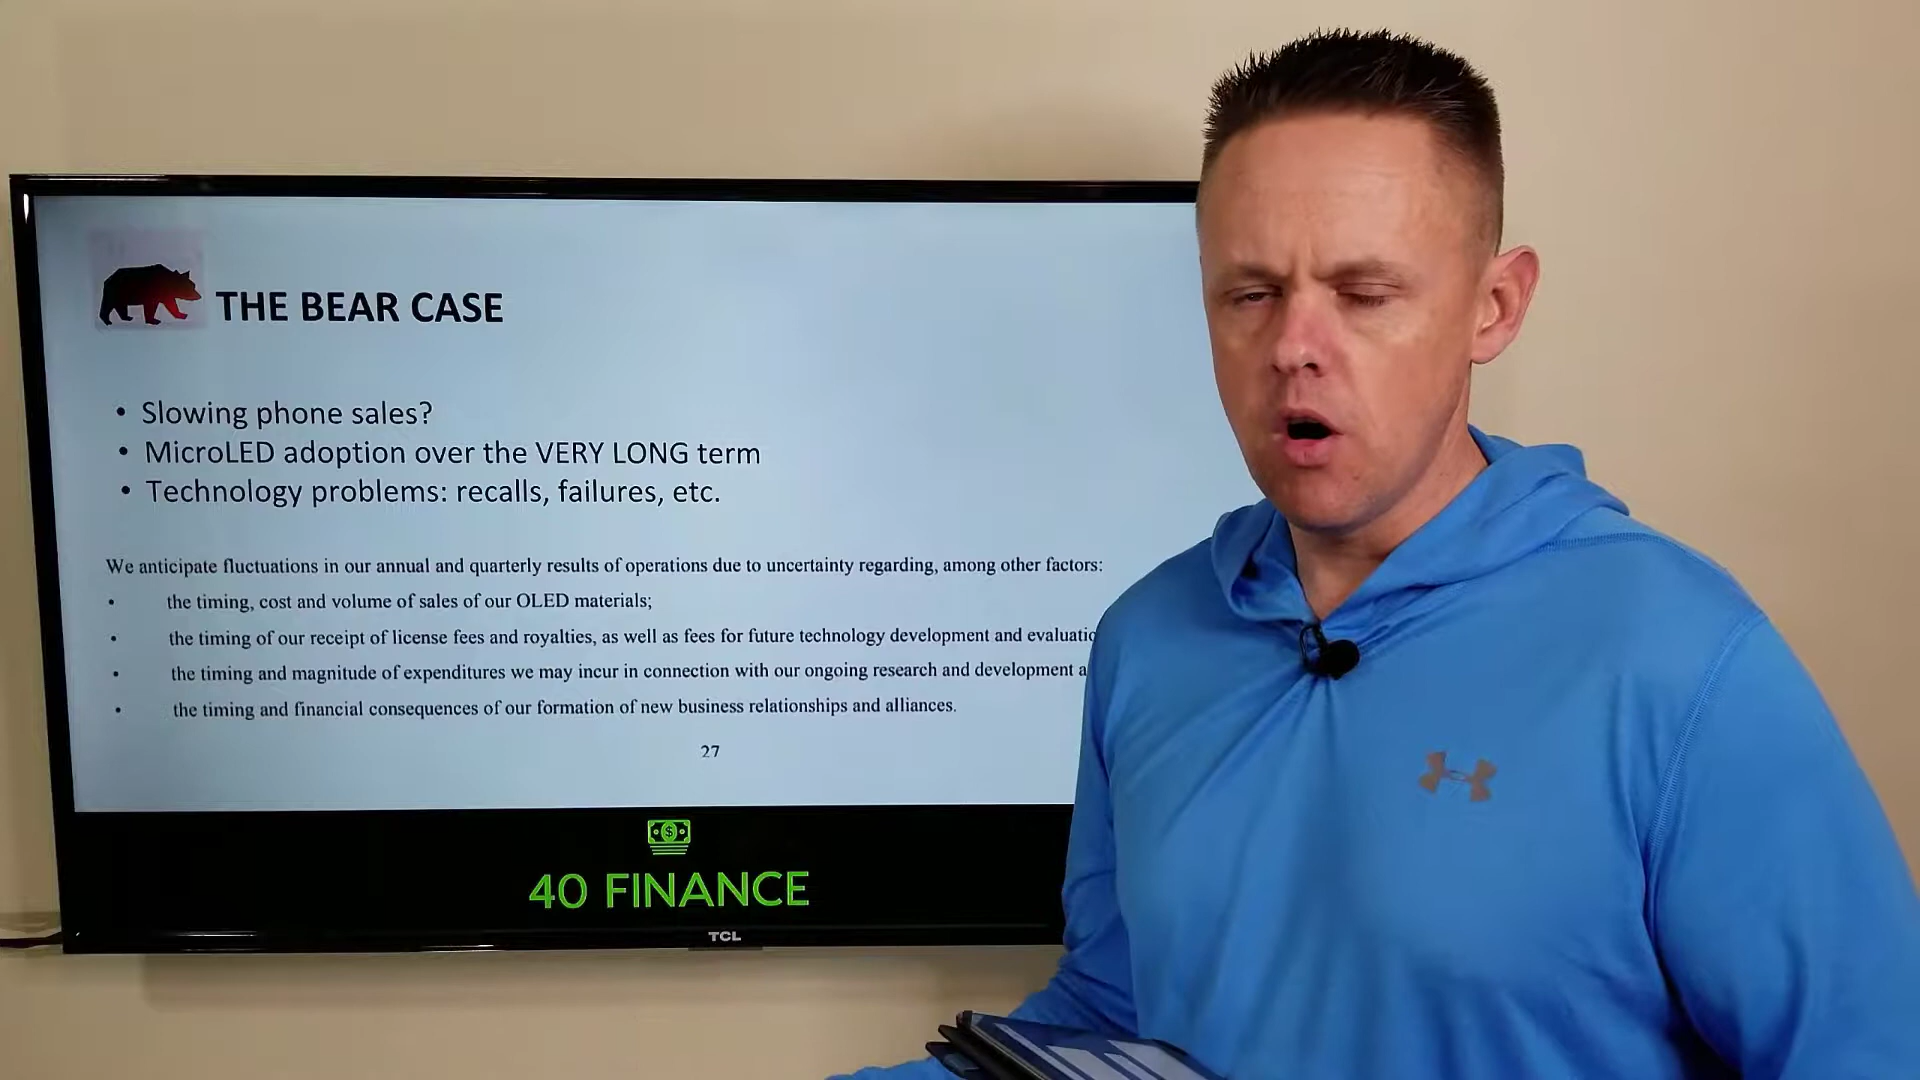 THE BEAR CASE
• Slowing phone sales?
• MicroLED adoption over the VERY LONG term
• Technology problems: recalls, failures, etc.
We anticipate fluctuations in our annual and quarterly results of operations due to uncertainty regarding, among other factors:
• the timing, cost and volume of sales of our OLED materials;
• the timing of our receipt of license fees and royalties, as well as fees for future technology development and
• the timing and magnitude of expenditures we may incur in connection with our ongoing research and development
• the timing and financial consequences of our formation of new business relationships and alliances.
27
40 FINANCE
TCL